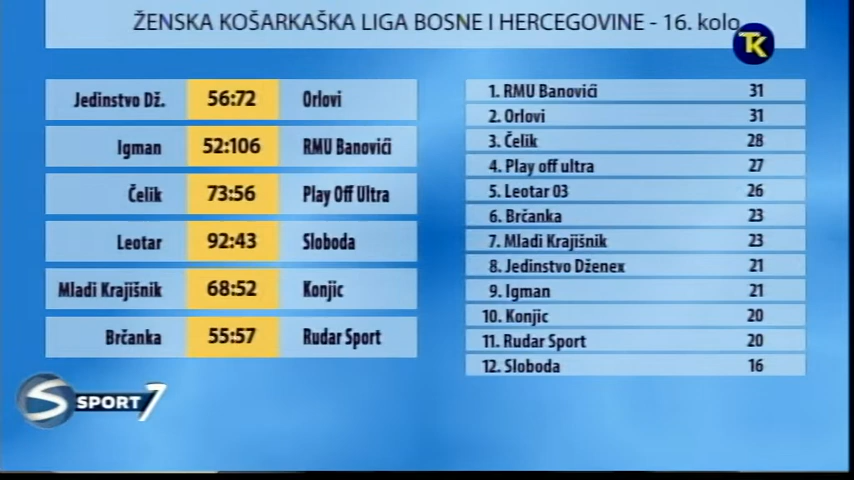 ŽENSKA KOŠARKAŠKA LIGA BOSNE I HERCEGOVINE - 16. kolo
TK
Jedinstvo Dž. 56:72 Orlovi
Igman 52:106 RMU Banovići
Čelik 73:56 Play Off Ultra
Leotar 92:43 Sloboda
Mladi Krajišnik 68:52 Konjic
Brčanka 55:57 Rudar Sport
1. RMU Banovići 31
2. Orlovi 31
3. Čelik 28
4. Play off ultra 27
5. Leotar 03 26
6. Brčanka 23
7. Mladi Krajišnik 23
8. Jedinstvo Dženex 21
9. Igman 21
10. Konjic 20
11. Rudar Sport 20
12. Sloboda 16
S SPORT 7